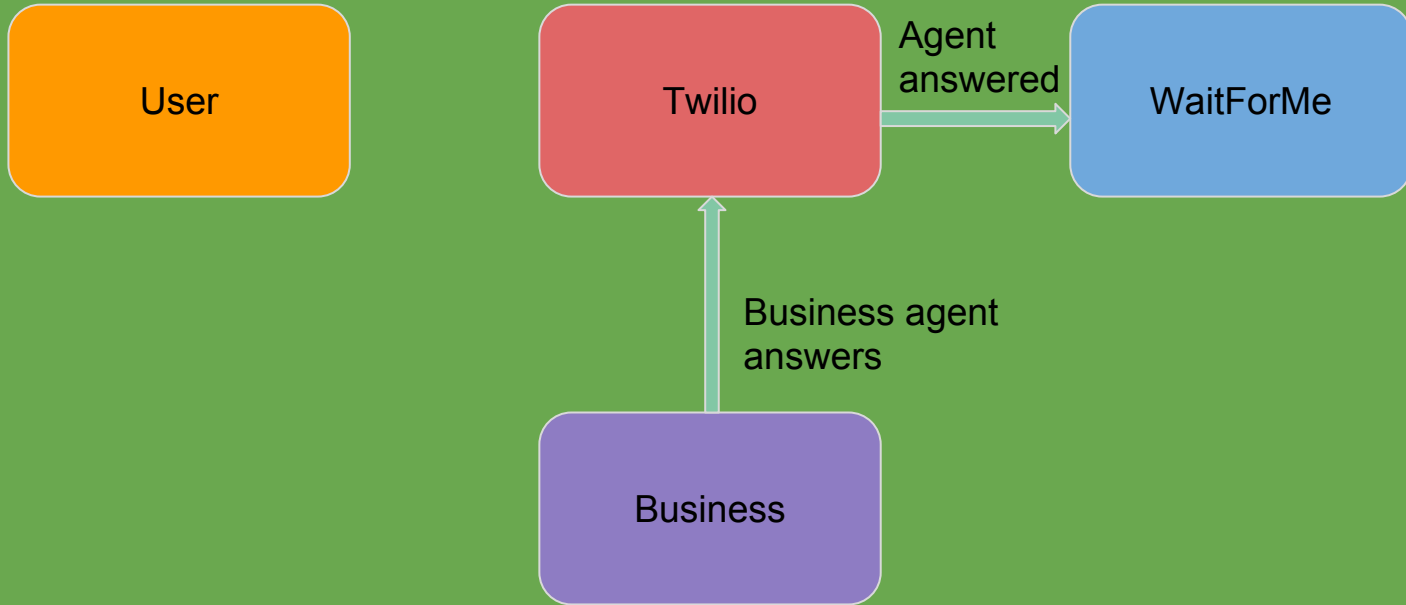 User
Twilio
Agent
answered
WaitForMe
Business agent
answers
Business